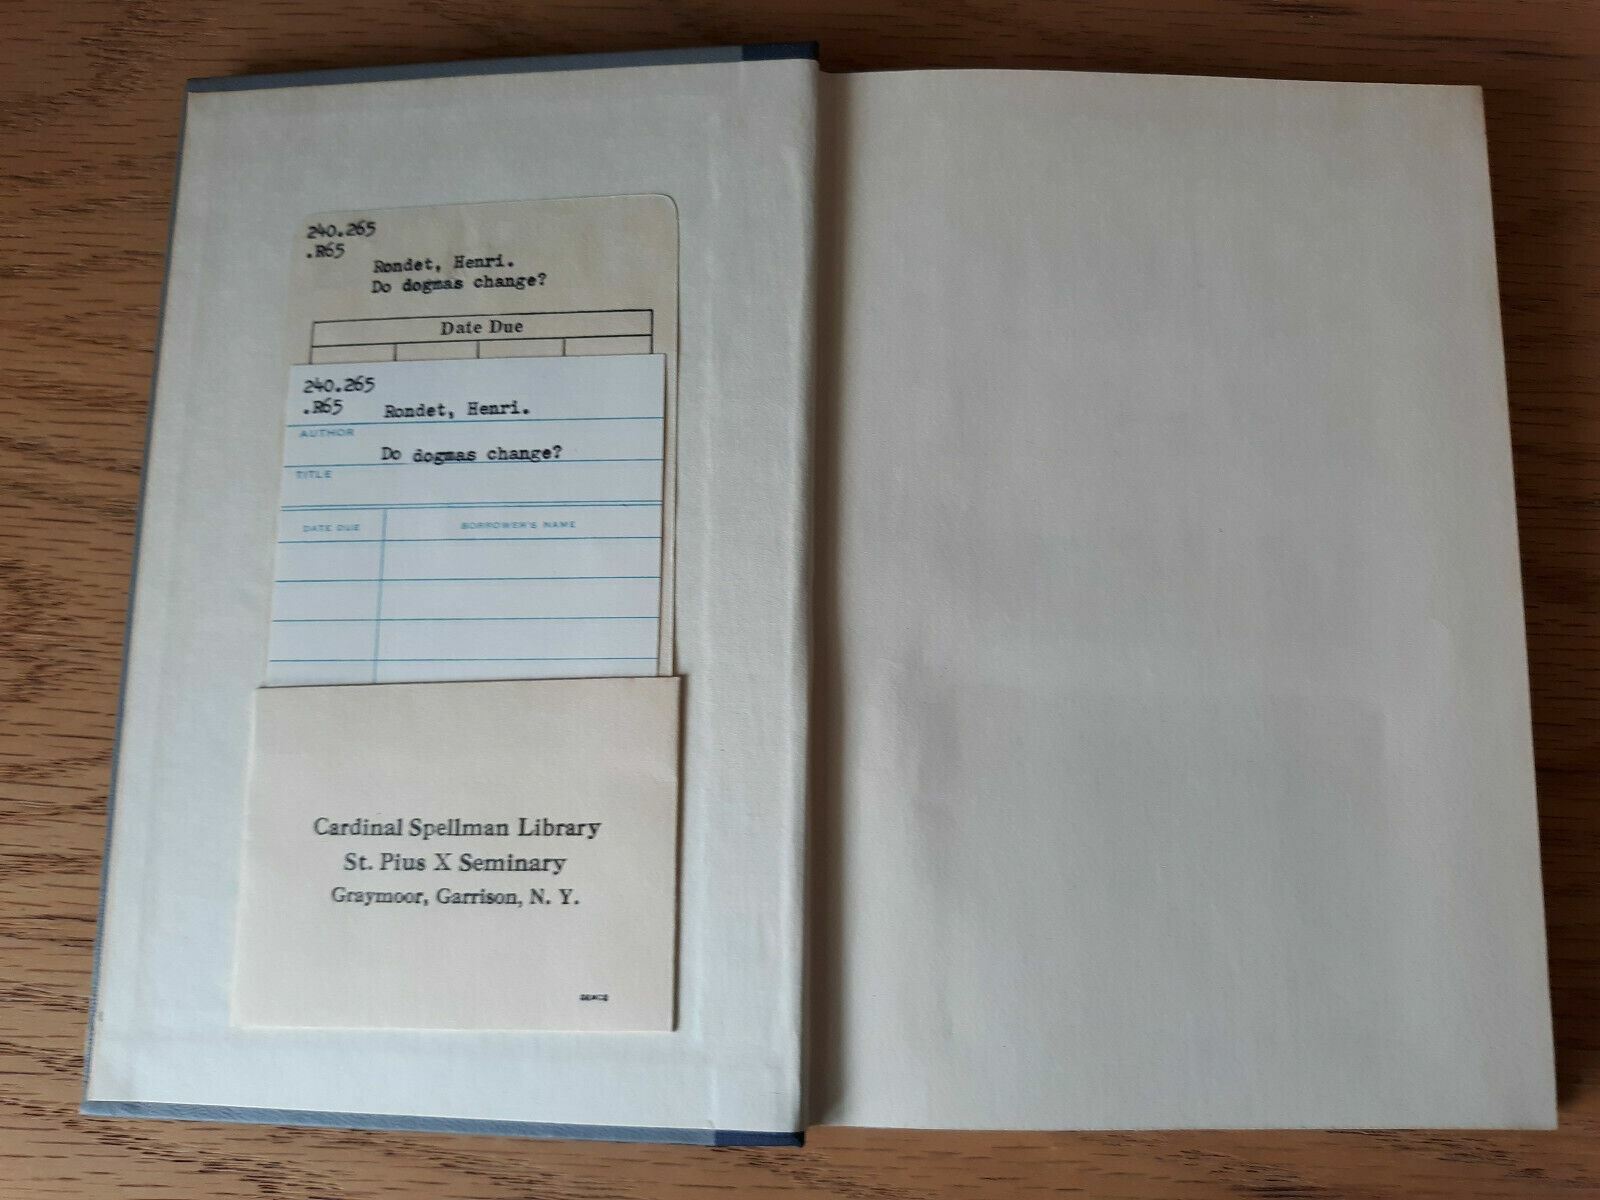 240.265
.R65
Rondet, Henri.
Do dogmas change?
Date Due
240.265
.R65 Rondet, Henri.
AUTHOR
Do dogmas change?
TITLE
DATE DUE BORROWER'S NAME
Cardinal Spellman Library
St. Pius X Seminary
Graymoor, Garrison, N. Y.
DEMCO